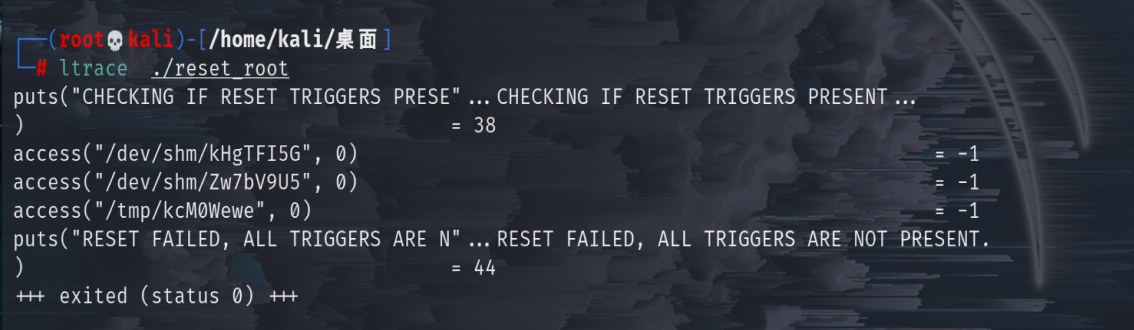 (root💀kali)-[/home/kali/桌面]
# ltrace ./reset_root
puts("CHECKING IF RESET TRIGGERS PRESE"...CHECKING IF RESET TRIGGERS PRESENT...
) = 38
access("/dev/shm/kHgTFI5G", 0) = -1
access("/dev/shm/Zw7bV9U5", 0) = -1
access("/tmp/kcM0Wewe", 0) = -1
puts("RESET FAILED, ALL TRIGGERS ARE N"...RESET FAILED, ALL TRIGGERS ARE NOT PRESENT.
) = 44
+++ exited (status 0) +++